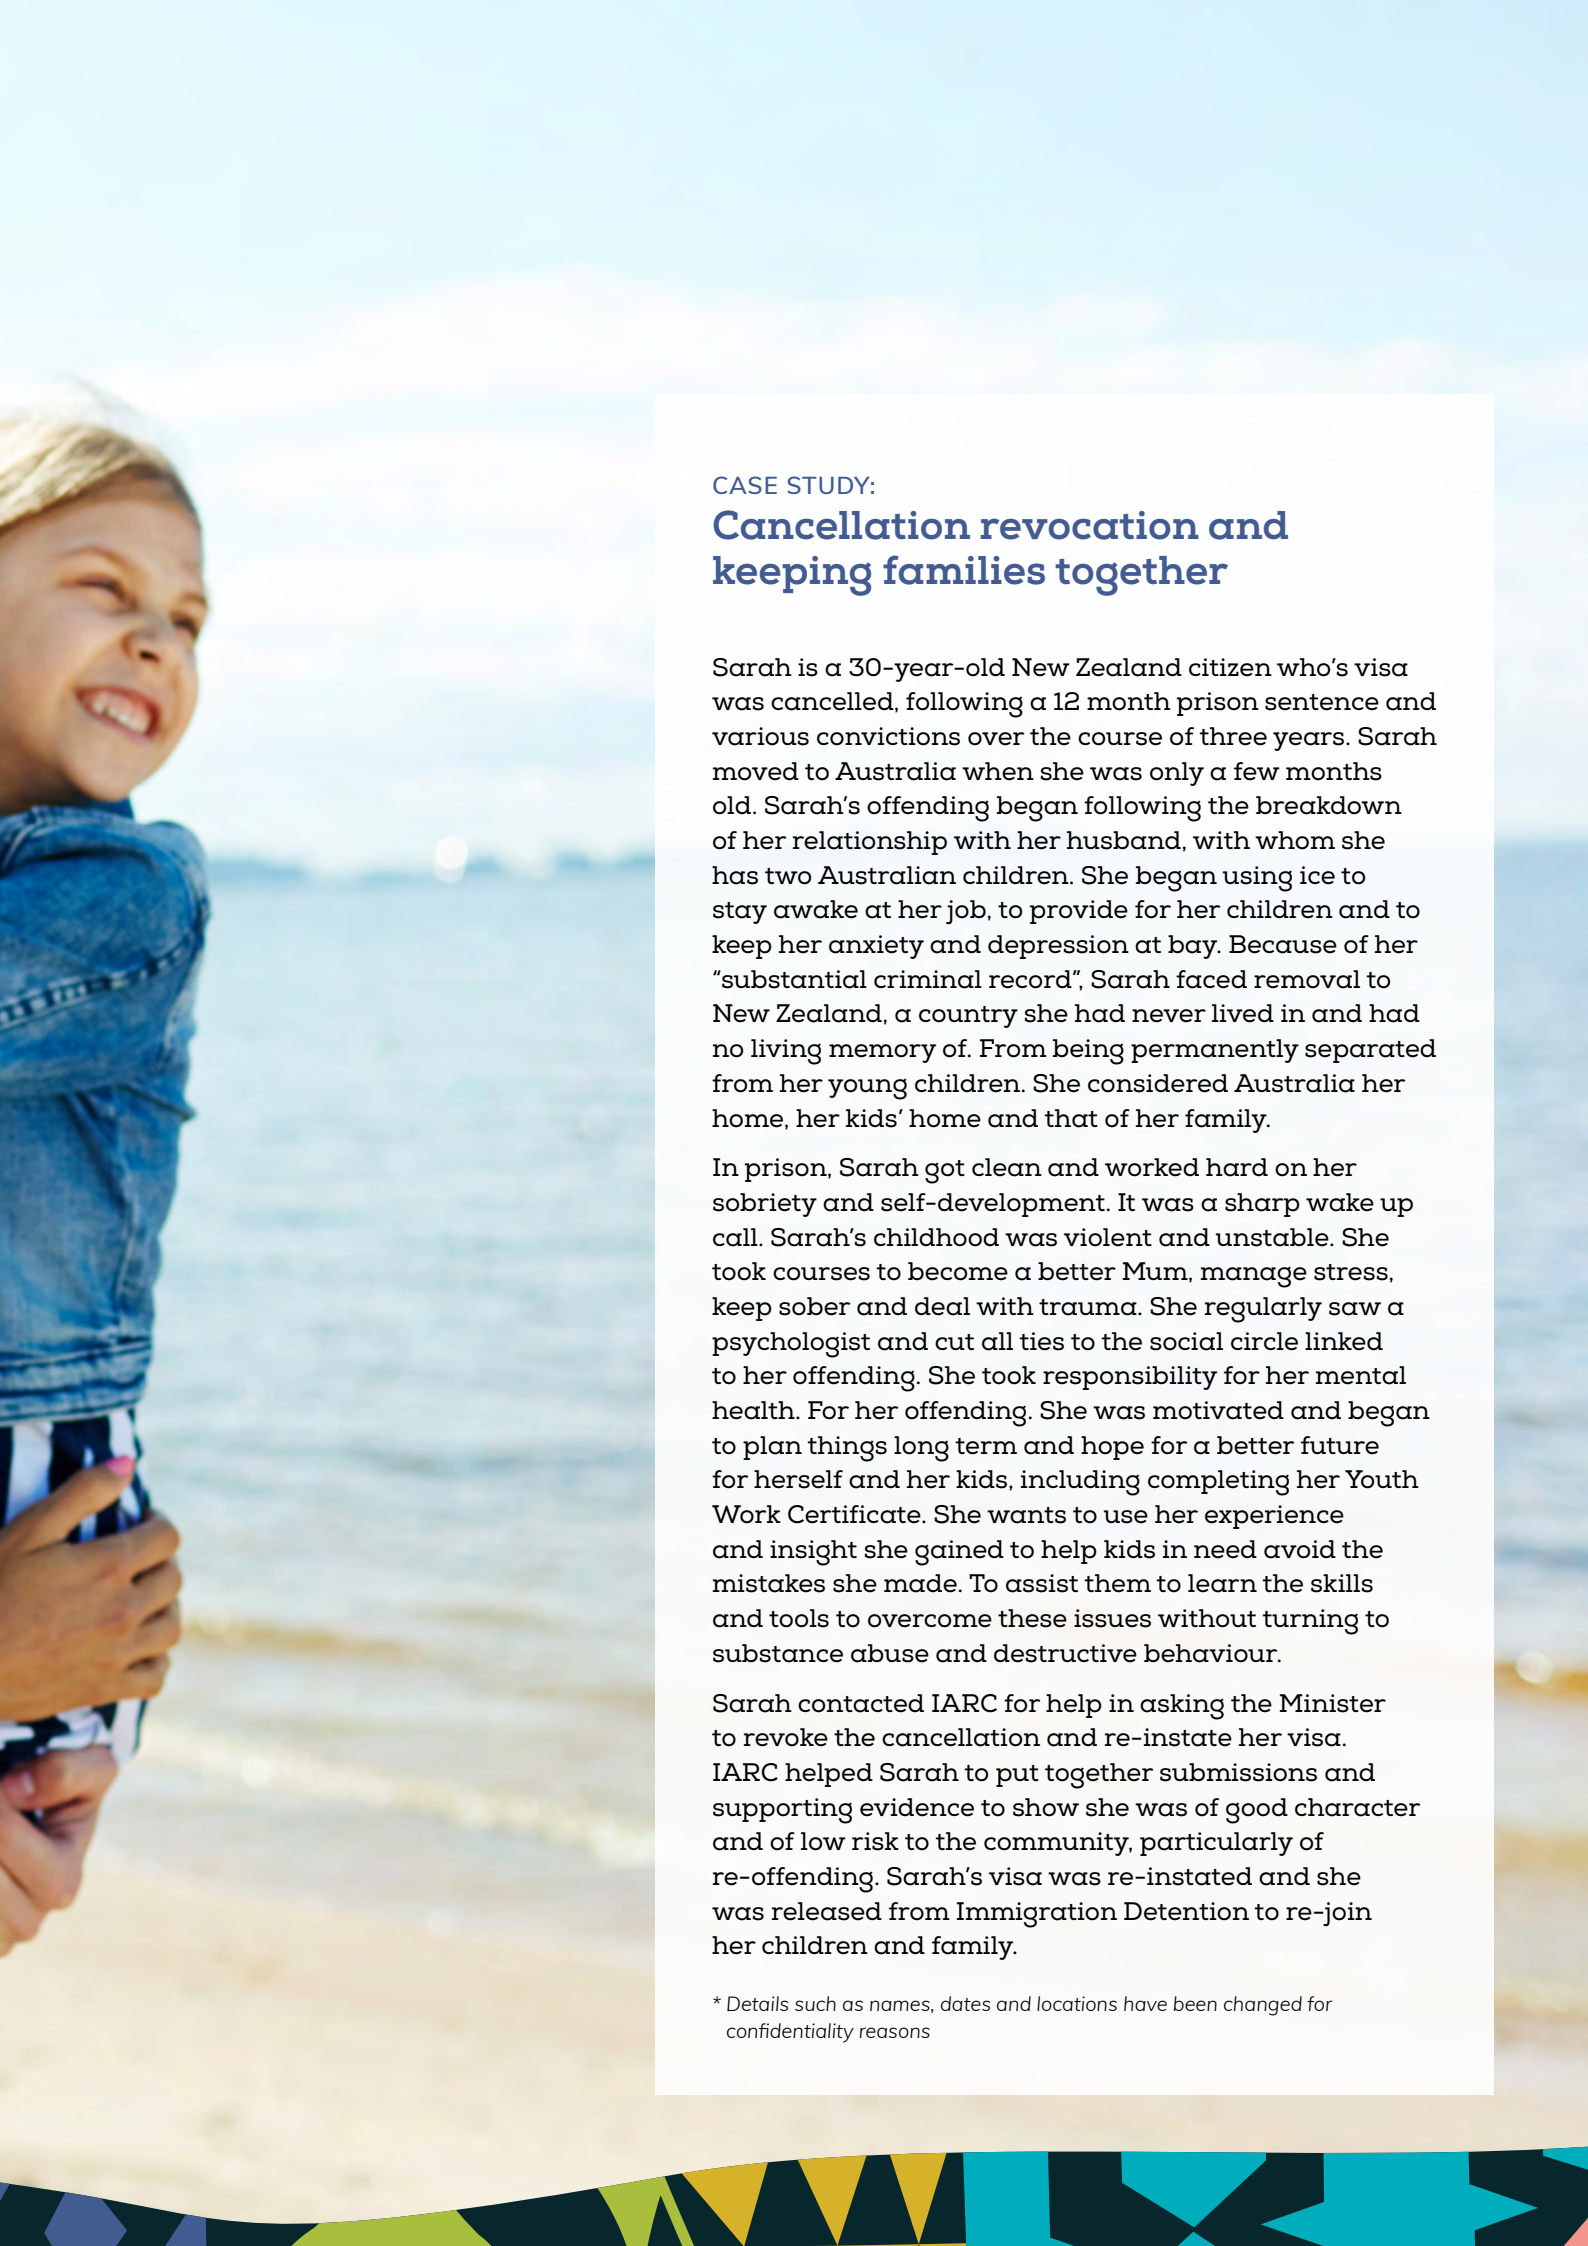 CASE STUDY:
Cancellation revocation and
keeping families together
Sarah is a 30-year-old New Zealand citizen who’s visa
was cancelled, following a 12 month prison sentence and
various convictions over the course of three years. Sarah
moved to Australia when she was only a few months
old. Sarah’s offending began following the breakdown
of her relationship with her husband, with whom she
has two Australian children. She began using ice to
stay awake at her job, to provide for her children and to
keep her anxiety and depression at bay. Because of her
“substantial criminal record”, Sarah faced removal to
New Zealand, a country she had never lived in and had
no living memory of. From being permanently separated
from her young children. She considered Australia her
home, her kids’ home and that of her family.
In prison, Sarah got clean and worked hard on her
sobriety and self-development. It was a sharp wake up
call. Sarah’s childhood was violent and unstable. She
took courses to become a better Mum, manage stress,
keep sober and deal with trauma. She regularly saw a
psychologist and cut all ties to the social circle linked
to her offending. She took responsibility for her mental
health. For her offending. She was motivated and began
to plan things long term and hope for a better future
for herself and her kids, including completing her Youth
Work Certificate. She wants to use her experience
and insight she gained to help kids in need avoid the
mistakes she made. To assist them to learn the skills
and tools to overcome these issues without turning to
substance abuse and destructive behaviour.
Sarah contacted IARC for help in asking the Minister
to revoke the cancellation and re-instate her visa.
IARC helped Sarah to put together submissions and
supporting evidence to show she was of good character
and of low risk to the community, particularly of
re-offending. Sarah’s visa was re-instated and she
was released from Immigration Detention to re-join
her children and family.
* Details such as names, dates and locations have been changed for
confidentiality reasons